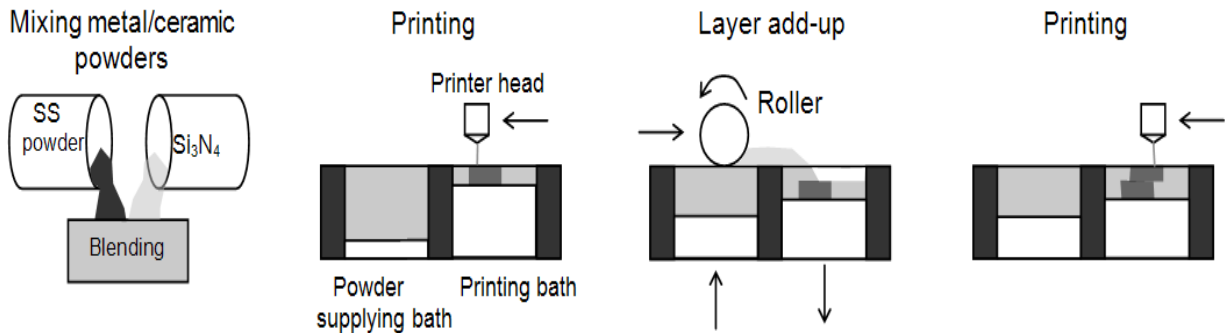 Mixing metal/ceramic
powders
SS
powder
Si₃N₄
Blending
Printing
Printer head
Powder
supplying bath
Printing bath
Layer add-up
Roller
Printing